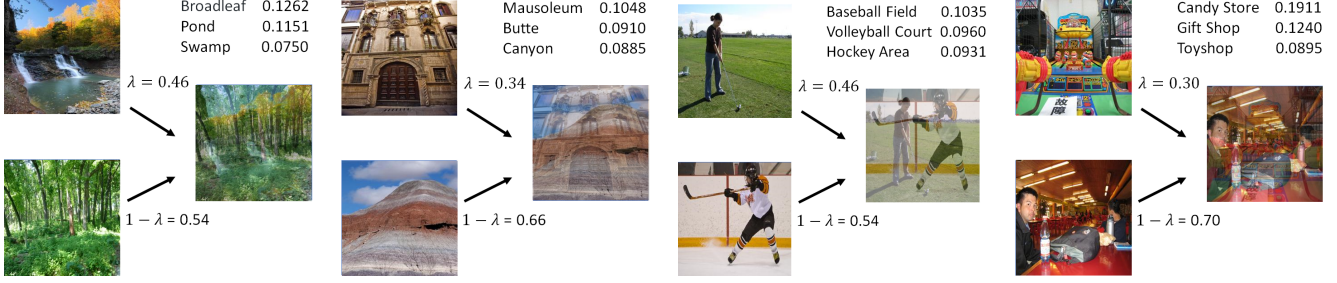 Broadleaf 0.1262
Pond 0.1151
Swamp 0.0750
λ = 0.46
1 − λ = 0.54
Mausoleum 0.1048
Butte 0.0910
Canyon 0.0885
λ = 0.34
1 − λ = 0.66
Baseball Field 0.1035
Volleyball Court 0.0960
Hockey Area 0.0931
λ = 0.46
1 − λ = 0.54
Candy Store 0.1911
Gift Shop 0.1240
Toyshop 0.0895
故障
λ = 0.30
1 − λ = 0.70